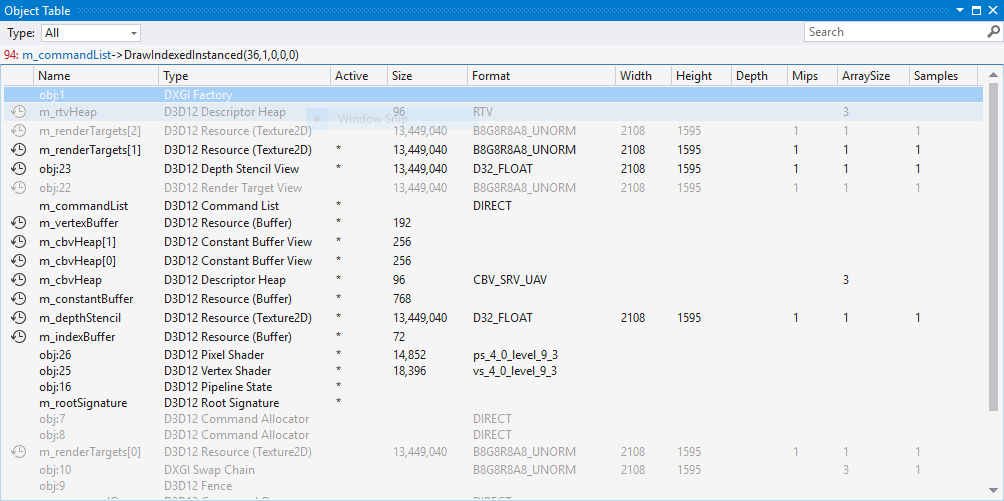 Object Table
Type: All Search
94: m_commandList->DrawIndexedInstanced(36,1,0,0,0)
Name Type Active Size Format Width Height Depth Mips ArraySize Samples
obj:1 DXGI Factory
m_rtvHeap D3D12 Descriptor Heap 96 RTV 3
Window Snip
m_renderTargets[2] D3D12 Resource (Texture2D) 13,449,040 B8G8R8A8_UNORM 2108 1595 1 1 1
m_renderTargets[1] D3D12 Resource (Texture2D) * 13,449,040 B8G8R8A8_UNORM 2108 1595 1 1 1
obj:23 D3D12 Depth Stencil View * 13,449,040 D32_FLOAT 2108 1595 1 1 1
obj:22 D3D12 Render Target View 13,449,040 B8G8R8A8_UNORM 2108 1595 1 1 1
m_commandList D3D12 Command List * DIRECT
m_vertexBuffer D3D12 Resource (Buffer) * 192
m_cbvHeap[1] D3D12 Constant Buffer View * 256
m_cbvHeap[0] D3D12 Constant Buffer View * 256
m_cbvHeap D3D12 Descriptor Heap * 96 CBV_SRV_UAV 3
m_constantBuffer D3D12 Resource (Buffer) * 768
m_depthStencil D3D12 Resource (Texture2D) * 13,449,040 D32_FLOAT 2108 1595 1 1 1
m_indexBuffer D3D12 Resource (Buffer) * 72
obj:26 D3D12 Pixel Shader * 14,852 ps_4_0_level_9_3
obj:25 D3D12 Vertex Shader * 18,396 vs_4_0_level_9_3
obj:16 D3D12 Pipeline State *
m_rootSignature D3D12 Root Signature *
obj:7 D3D12 Command Allocator DIRECT
obj:8 D3D12 Command Allocator DIRECT
m_renderTargets[0] D3D12 Resource (Texture2D) 13,449,040 B8G8R8A8_UNORM 2108 1595 1 1 1
obj:10 DXGI Swap Chain B8G8R8A8_UNORM 2108 1595 3 1
obj:9 D3D12 Fence